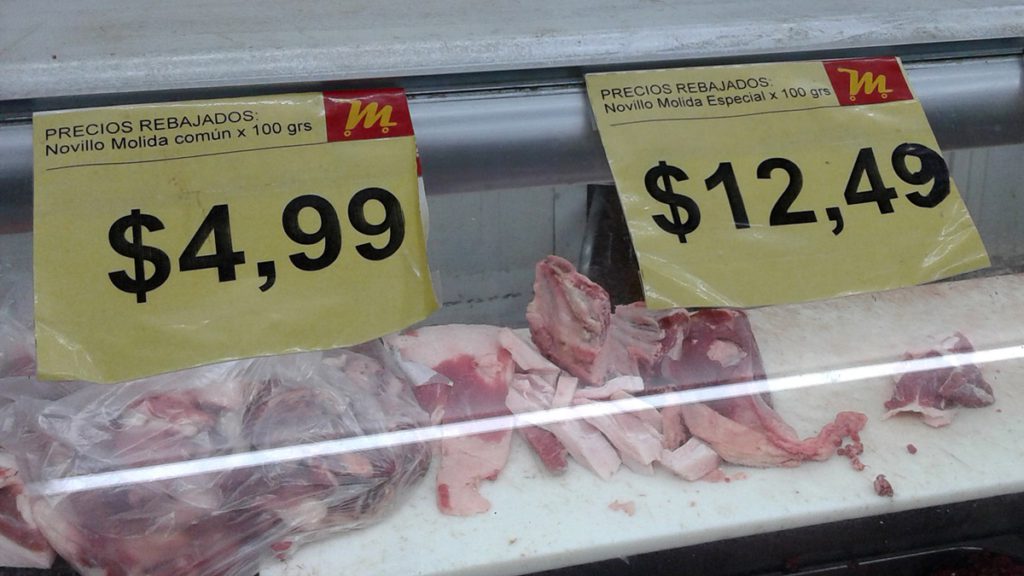 PRECIOS REBAJADOS:
Novillo Molida común x 100 grs
m
$4,99
PRECIOS REBAJADOS:
Novillo Molida Especial x 100 grs
m
$12,49